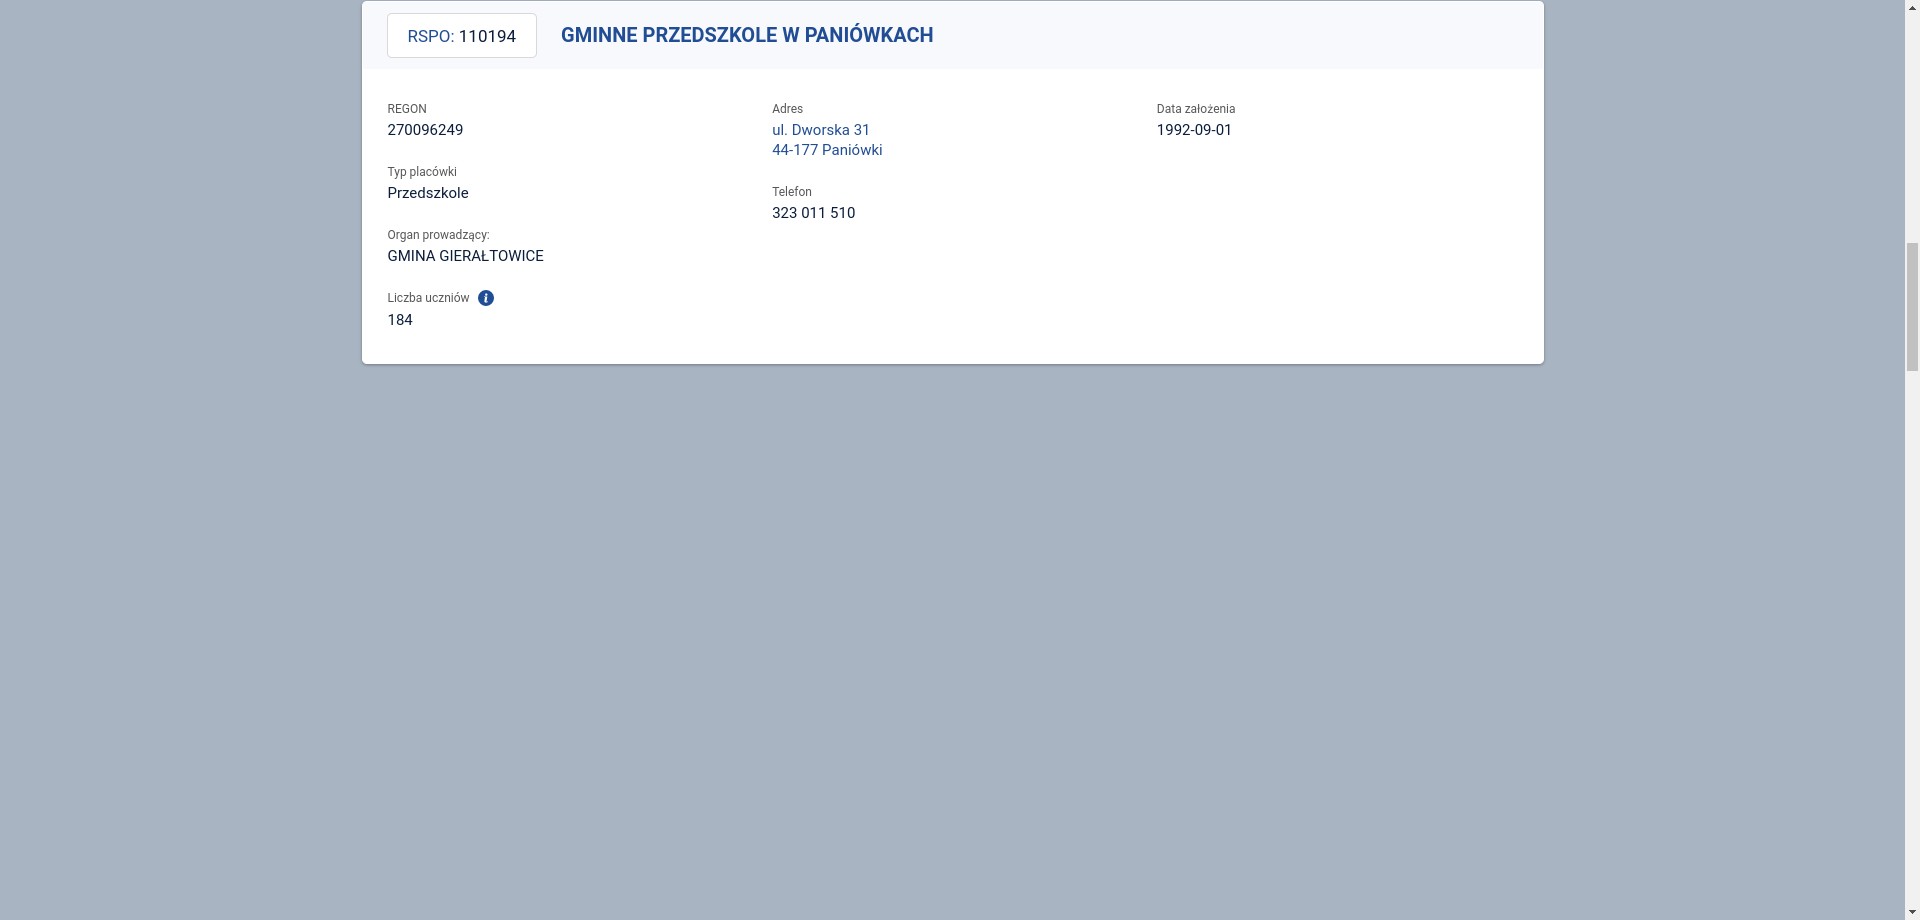 RSPO: 110194
GMINNE PRZEDSZKOLE W PANIÓWKACH
REGON
270096249
Typ placówki
Przedszkole
Organ prowadzący:
GMINA GIERAŁTOWICE
Liczba uczniów
184
Adres
ul. Dworska 31
44-177 Paniówki
Telefon
323 011 510
Data założenia
1992-09-01